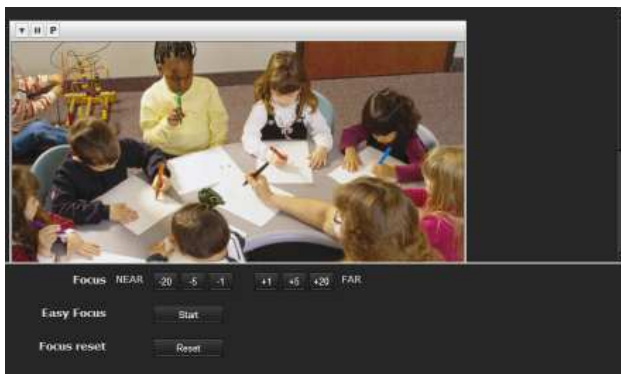 ▼ H P
Focus NEAR -20 -5 -1 +1 +5 +20 FAR
Easy Focus Start
Focus reset Reset